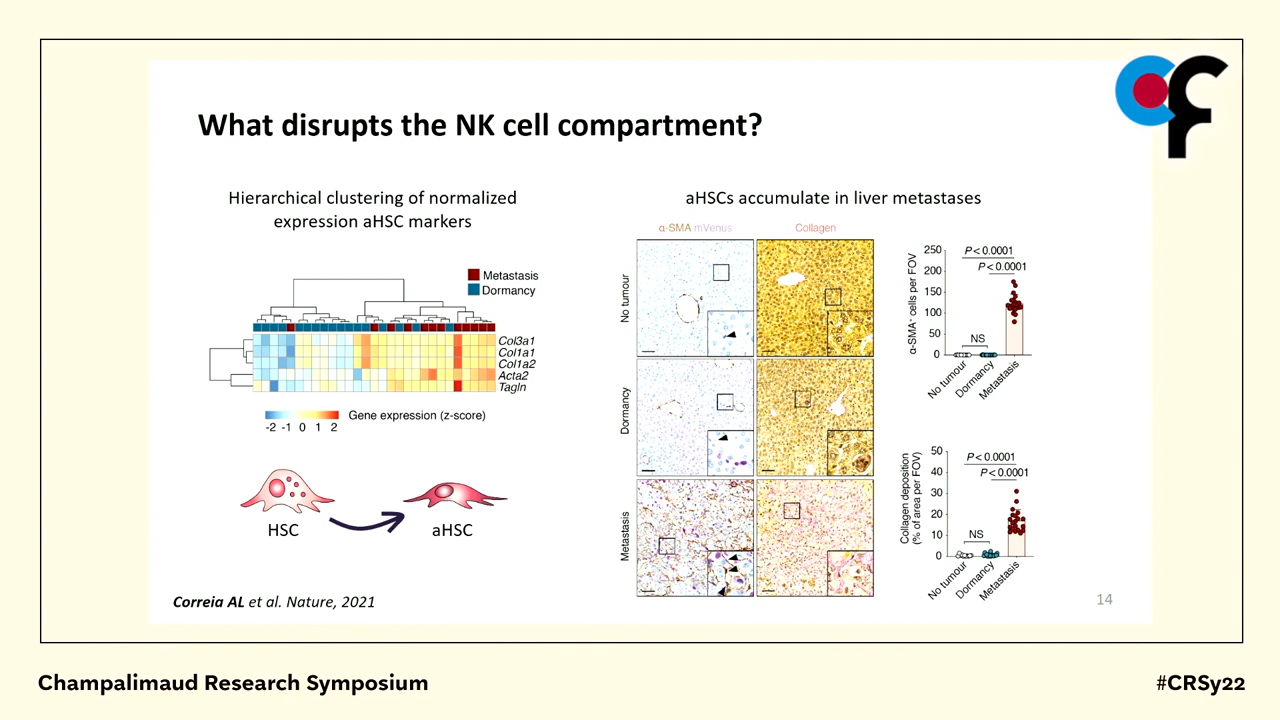 What disrupts the NK cell compartment?
Hierarchical clustering of normalized
expression aHSC markers
Metastasis
Dormancy
Col3a1
Col1a1
Col1a2
Acta2
Tagln
Gene expression (z-score)
-2 -1 0 1 2
HSC
aHSC
Correia AL et al. Nature, 2021
aHSCs accumulate in liver metastases
α-SMA mVenus
Collagen
No tumour
Dormancy
Metastasis
α-SMA+ cells per FOV
250
200
150
100
50
0
P < 0.0001
P < 0.0001
NS
No tumour
Dormancy
Metastasis
Collagen deposition
(% of area per FOV)
50
40
30
20
10
0
P < 0.0001
P < 0.0001
NS
No tumour
Dormancy
Metastasis
14
cf
Champalimaud Research Symposium
#CRSy22